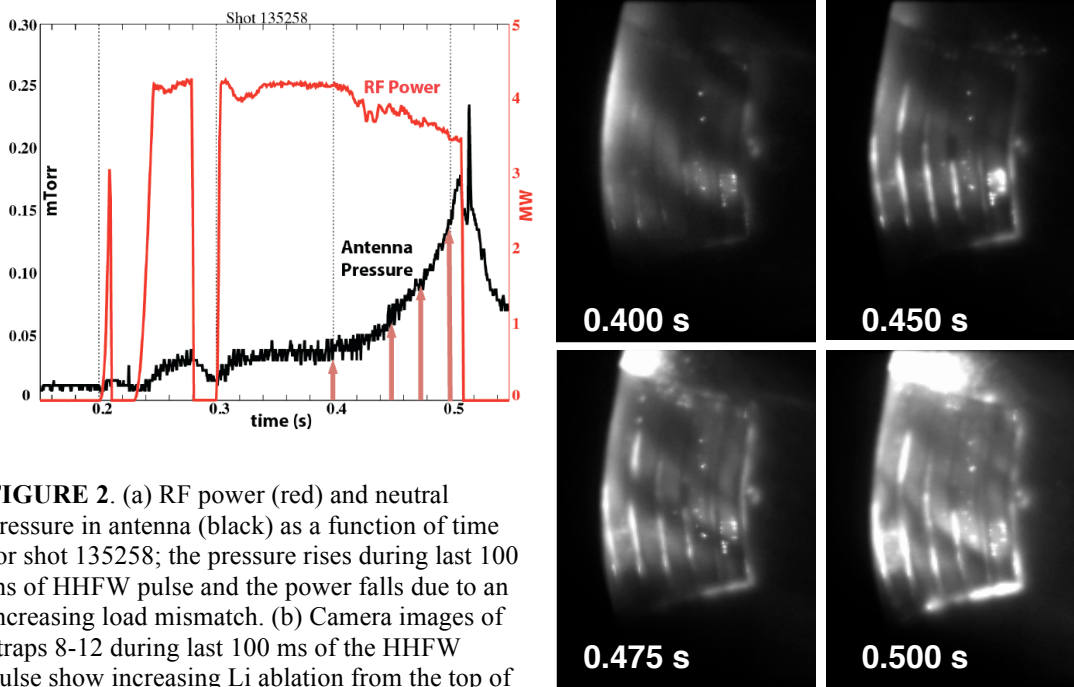 Shot 135258
0.30
0.25
0.20
0.15
0.10
0.05
0
mTorr
5
4
3
2
1
0
MW
RF Power
Antenna
Pressure
0.2
0.3
0.4
0.5
time (s)
0.400 s
0.450 s
0.475 s
0.500 s
IGURE 2. (a) RF power (red) and neutral
ressure in antenna (black) as a function of time
or shot 135258; the pressure rises during last 100
ns of HHFW pulse and the power falls due to an
ncreasing load mismatch. (b) Camera images of
traps 8-12 during last 100 ms of the HHFW
ulse show increasing Li ablation from the top of